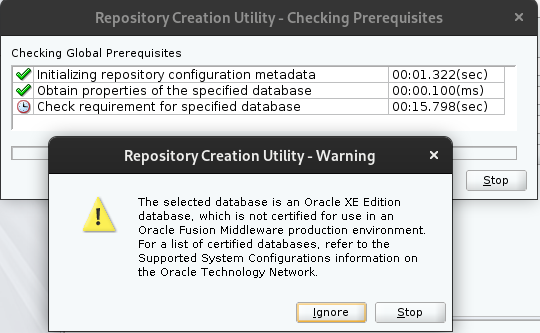 Repository Creation Utility - Checking Prerequisites
Checking Global Prerequisites
Initializing repository configuration metadata 00:01.322(sec)
Obtain properties of the specified database 00:00.100(ms)
Check requirement for specified database 00:15.798(sec)
Stop
Repository Creation Utility - Warning
The selected database is an Oracle XE Edition
database, which is not certified for use in an
Oracle Fusion Middleware production environment.
For a list of certified databases, refer to the
Supported System Configurations information on
the Oracle Technology Network.
Ignore Stop